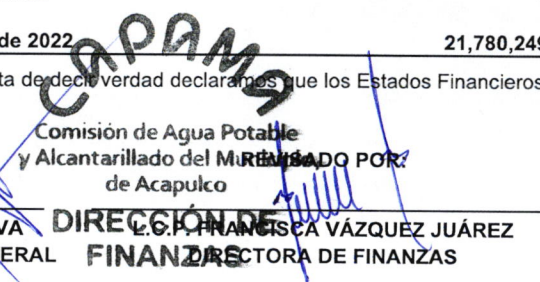 de 2022 21,780,249
ta de decir verdad declaramos que los Estados Financieros
CAPAMA
Comisión de Agua Potable
y Alcantarillado del Municipio
de Acapulco
REVISADO POR:
DIRECCIÓN DE
FINANZAS
VA L.C.P. FRANCISCA VÁZQUEZ JUÁREZ
ERAL DIRECTORA DE FINANZAS